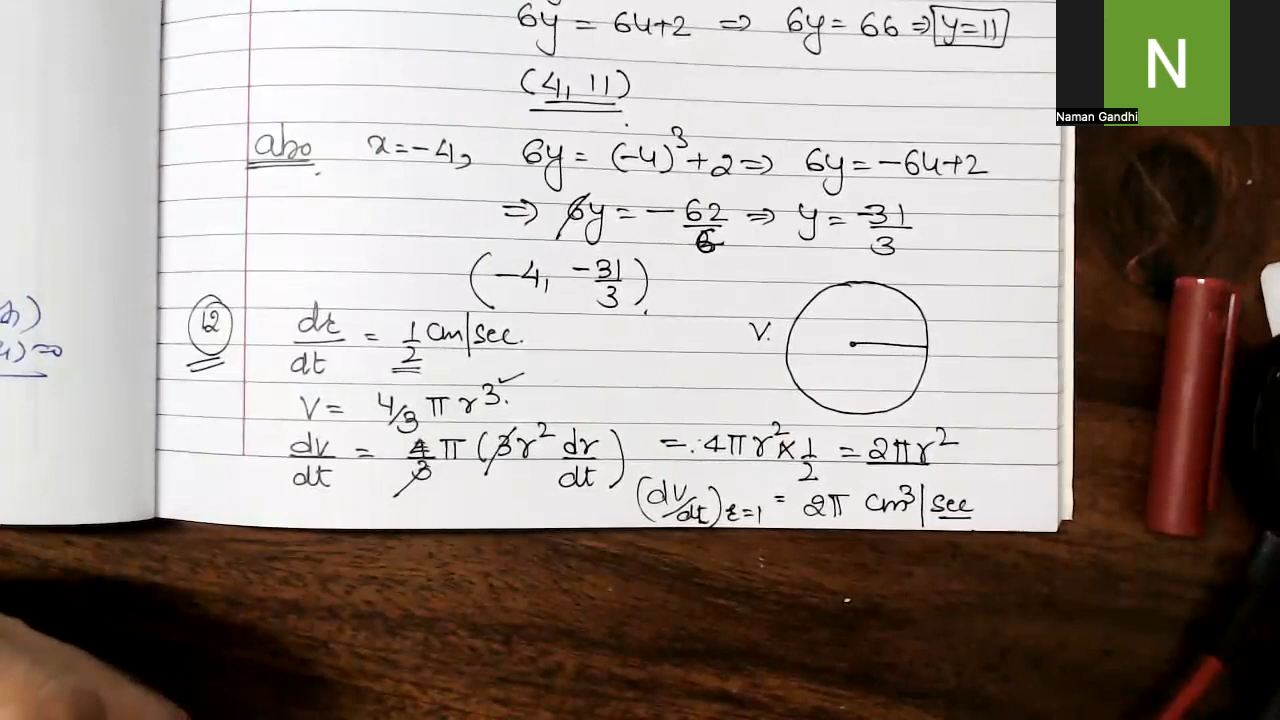 6y = 64+2 ⇒ 6y = 66 ⇒ y=11
(4, 11)
also x=-4, 6y = (-4)³+2 ⇒ 6y = -64+2
⇒ 6y = -62/6 ⇒ y = -31/3
(-4, -31/3)
12 dr/dt = 1/2 cm/sec. V.
V = 4/3 π r³.
dv/dt = 4/3 π (3r² dr/dt) = 4πr² × 1/2 = 2πr²
(dv/dt) r=1 = 2π cm³/sec
N
Naman Gandhi